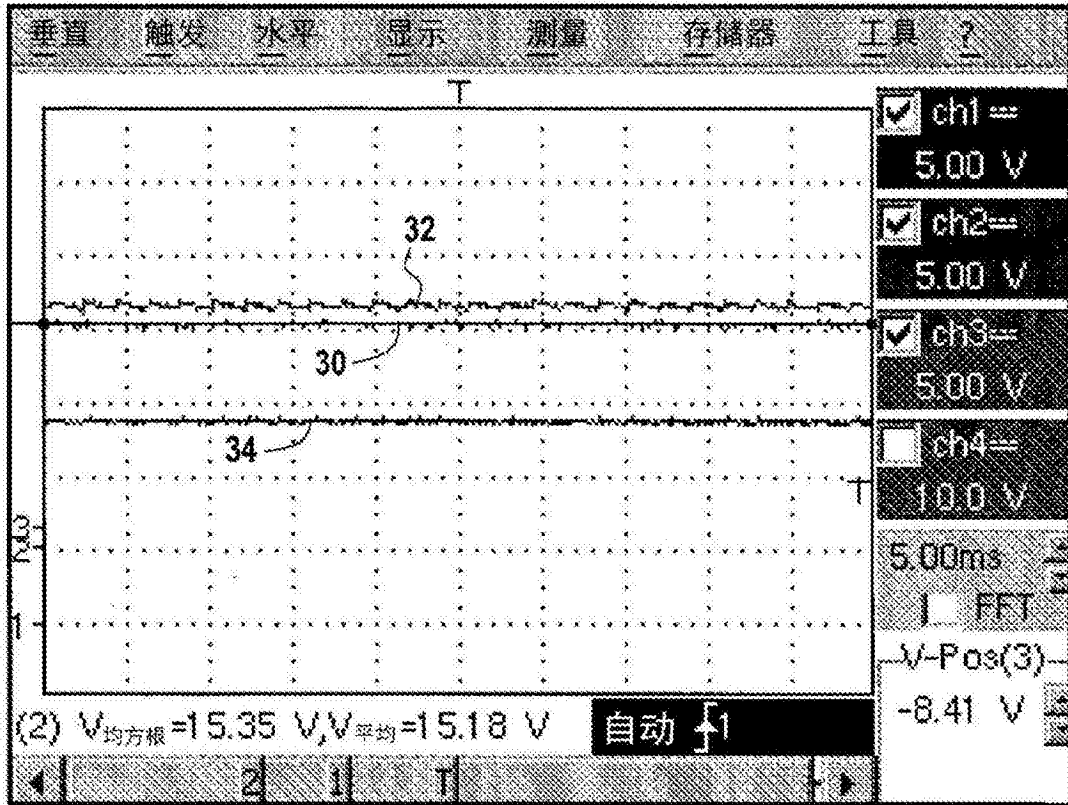 垂直 触发 水平 显示 测量 存储器 工具 ?
T
ch1
5.00 V
ch2
5.00 V
32
ch3
5.00 V
30
ch4
10.0 V
34
T
5.00ms
FFT
1
V-Pos(3)
-8.41 V
(2) V均方根=15.35 V,V平均=15.18 V
自动 1
2 1 T